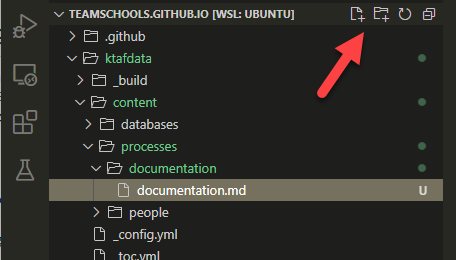 TEAMSCHOOLS.GITHUB.IO [WSL: UBUNTU]
.github
ktafdata
_build
content
databases
processes
documentation
documentation.md U
people
_config.yml
_toc.yml